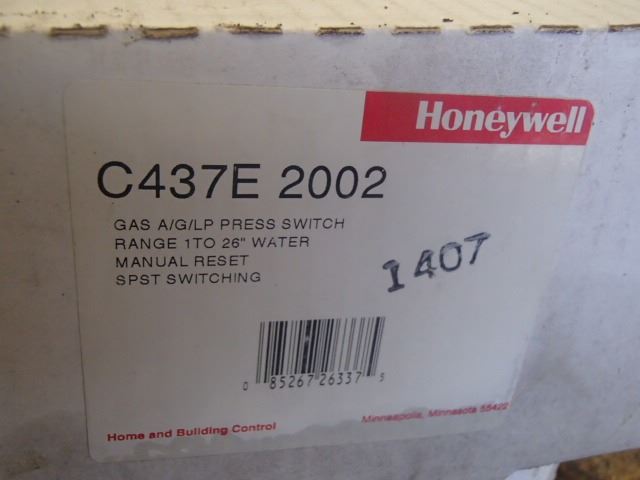 Honeywell
C437E 2002
GAS A/G/LP PRESS SWITCH
RANGE 1TO 26" WATER
MANUAL RESET
SPST SWITCHING
1407
0 85267 26337 5
Home and Building Control
Minneapolis, Minnesota 55422